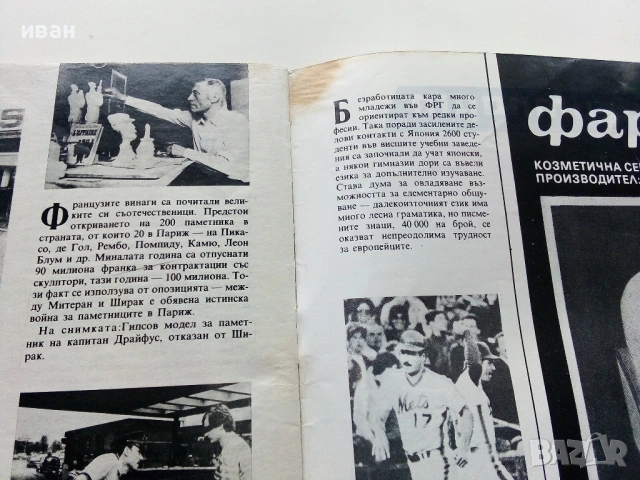 иван
Французите винаги са почитали вели-
ките си съотечественици. Предстои
откриването на 200 паметника в
страната, от които 20 в Париж — на Пика-
со, де Гол, Рембо, Помпиду, Камю, Леон
Блум и др. Миналата година са отпуснати
90 милиона франка за контрактации със
скулптори, тази година — 100 милиона. То-
зи факт се използува от опозицията — меж-
ду Митеран и Ширак е обявена истинска
война за паметниците в Париж.
На снимката: Гипсов модел за памет-
ник на капитан Драйфус, отказан от Ши-
рак.
Безработицата кара много
младежи във ФРГ да се
ориентират към редки про-
фесии. Така поради засилените де-
дови контакти с Япония 2600 сту-
денти във висшите учебни заведе-
ния са започнали да учат японски,
а някои гимназии дори са въвели
езика за допълнително изучаване.
Става дума за овладяване на въз-
можността за елементарно общу-
ване — далекоизточният език има
много лесна граматика, но писме-
ните знаци, 40 000 на брой, се
оказват непреодолима трудност
за европейците.
Mets
17
фар
КОЗМЕТИЧНА СЕ
ПРОИЗВОДИТЕЛ:
BAZAR